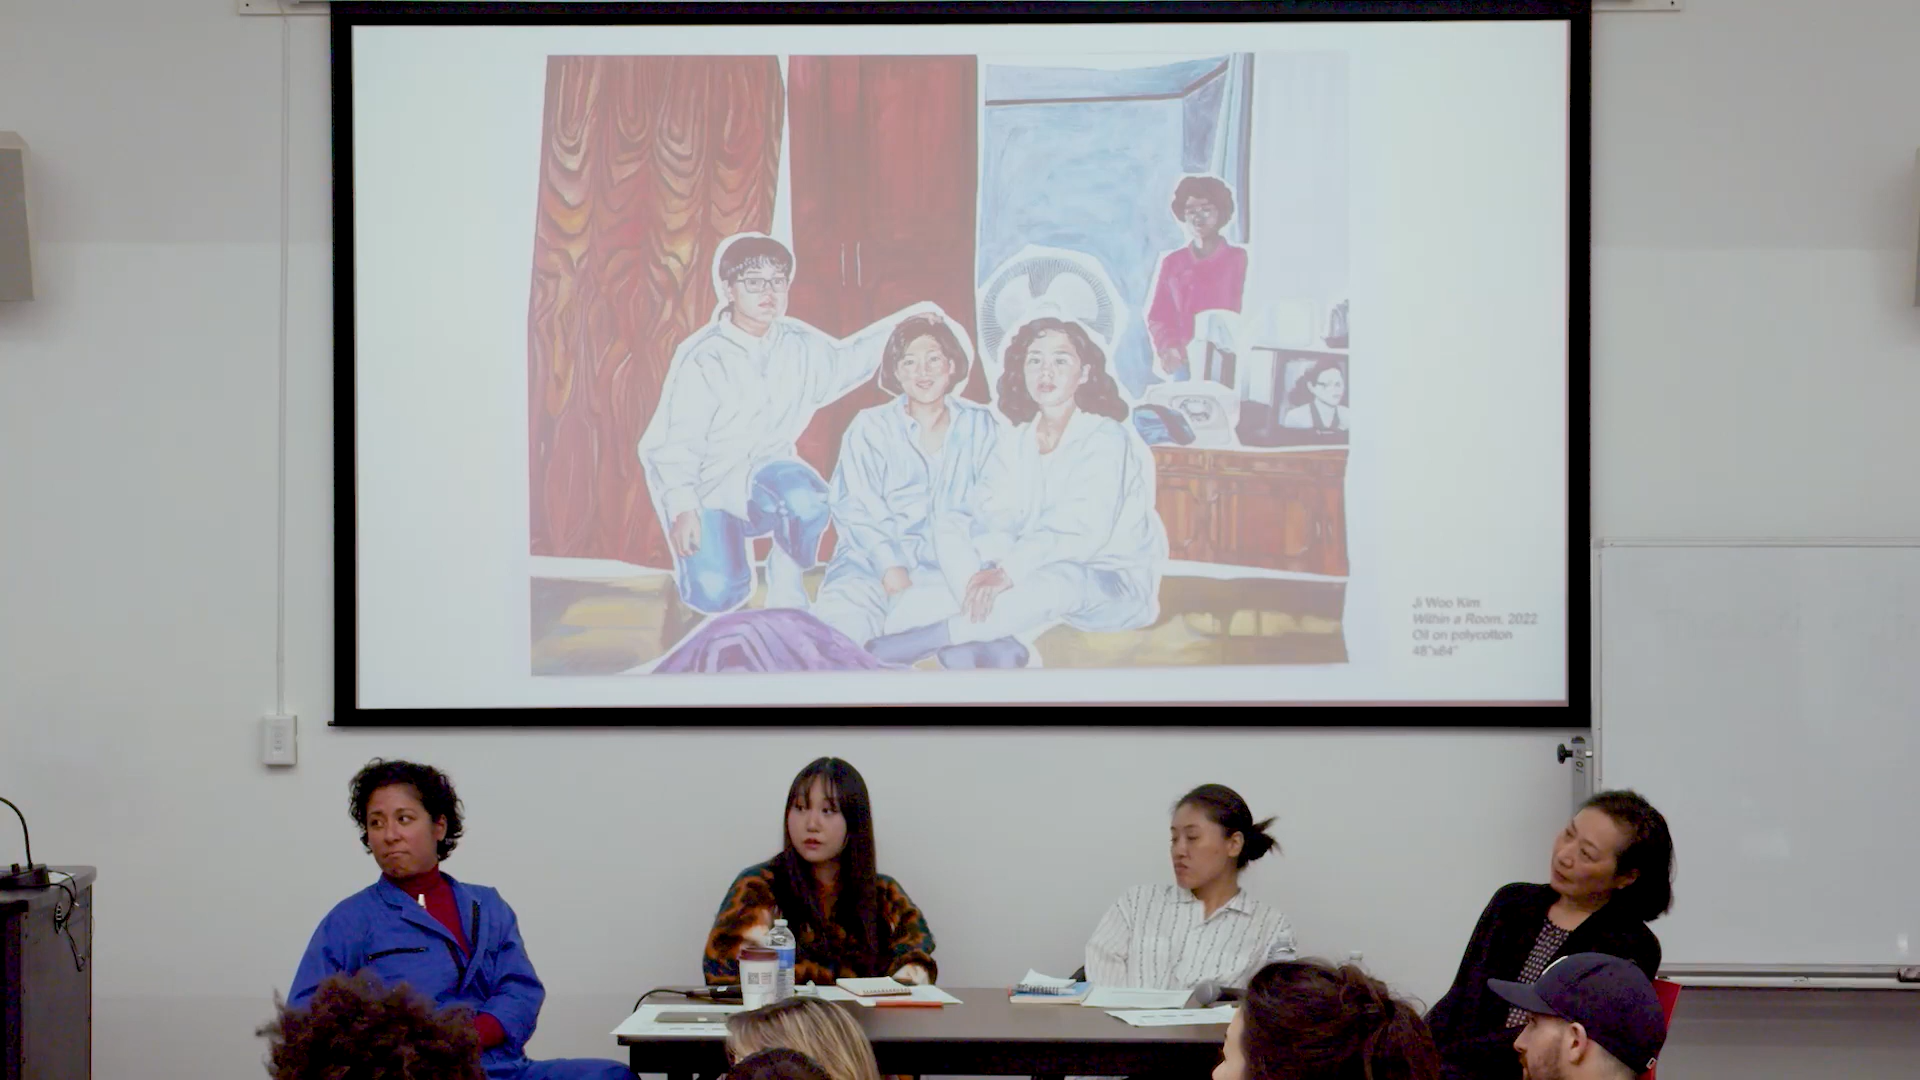 Ji Woo Kim
Within a Room, 2022
Oil on polycotton
48"x84"